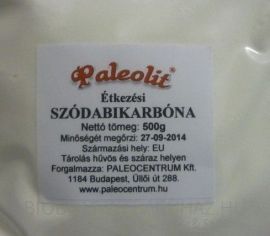 Paleolit®
Étkezési
SZÓDABIKARBÓNA
Nettó tömeg: 500g
Minőségét megőrzi: 27-09-2014
Származási hely: EU
Tárolás hűvös és száraz helyen
Forgalmazza: PALEOCENTRUM Kft.
1184 Budapest, Üllői út 288.
www.paleocentrum.hu